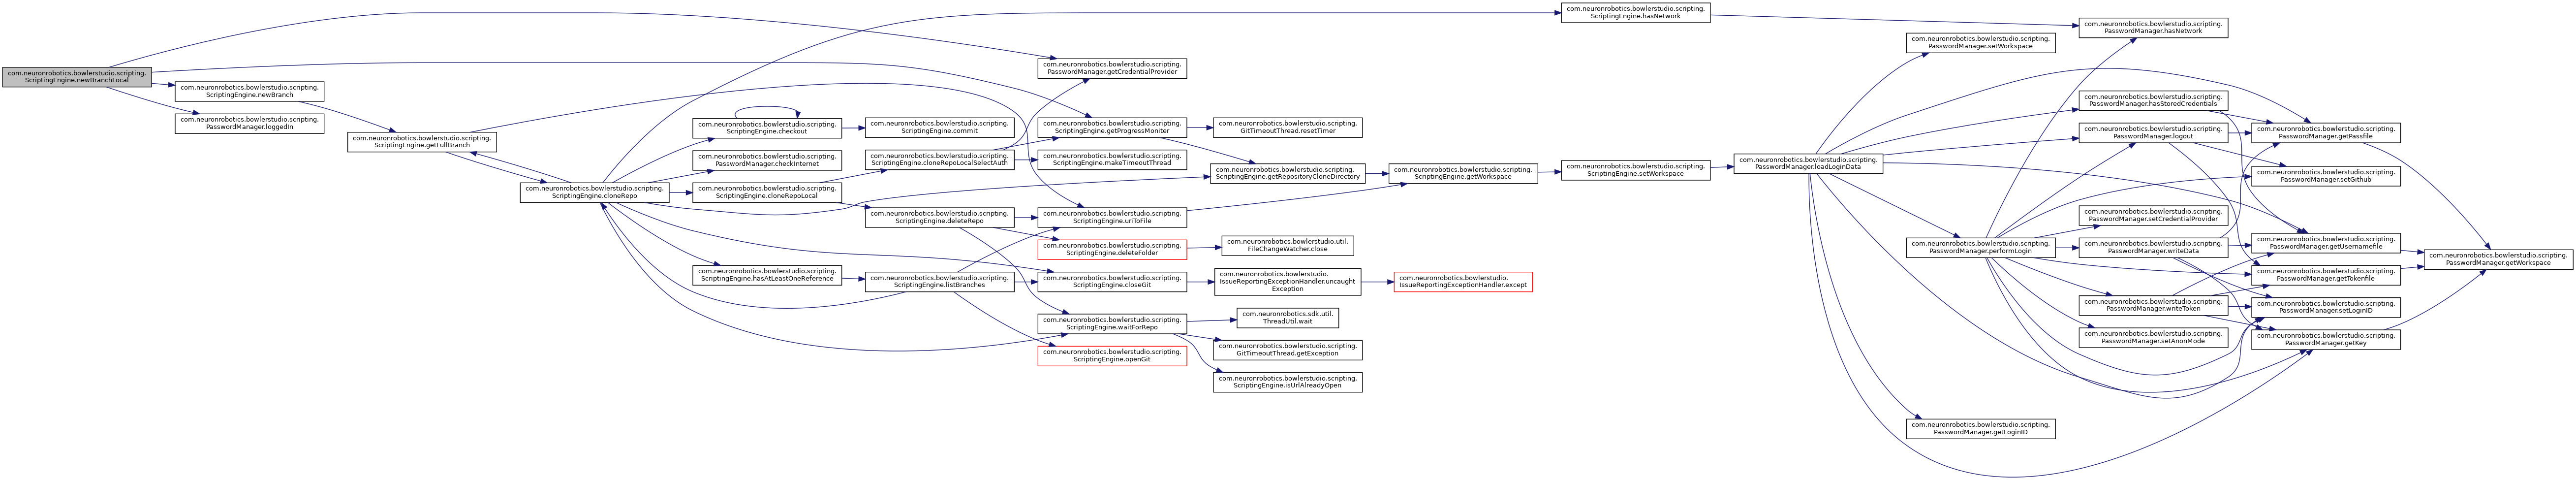 com.neuronrobotics.bowlerstudio.scripting.
ScriptingEngine.newBranchLocal
com.neuronrobotics.bowlerstudio.scripting.
ScriptingEngine.newBranch
com.neuronrobotics.bowlerstudio.scripting.
PasswordManager.loggedIn
com.neuronrobotics.bowlerstudio.scripting.
ScriptingEngine.getFullBranch
com.neuronrobotics.bowlerstudio.scripting.
ScriptingEngine.cloneRepo
com.neuronrobotics.bowlerstudio.scripting.
ScriptingEngine.checkout
com.neuronrobotics.bowlerstudio.scripting.
PasswordManager.checkInternet
com.neuronrobotics.bowlerstudio.scripting.
ScriptingEngine.cloneRepoLocal
com.neuronrobotics.bowlerstudio.scripting.
ScriptingEngine.hasAtLeastOneReference
com.neuronrobotics.bowlerstudio.scripting.
ScriptingEngine.commit
com.neuronrobotics.bowlerstudio.scripting.
ScriptingEngine.cloneRepoLocalSelectAuth
com.neuronrobotics.bowlerstudio.scripting.
ScriptingEngine.deleteRepo
com.neuronrobotics.bowlerstudio.scripting.
ScriptingEngine.listBranches
com.neuronrobotics.bowlerstudio.scripting.
PasswordManager.getCredentialProvider
com.neuronrobotics.bowlerstudio.scripting.
ScriptingEngine.getProgressMoniter
com.neuronrobotics.bowlerstudio.scripting.
ScriptingEngine.makeTimeoutThread
com.neuronrobotics.bowlerstudio.scripting.
ScriptingEngine.uriToFile
com.neuronrobotics.bowlerstudio.scripting.
ScriptingEngine.deleteFolder
com.neuronrobotics.bowlerstudio.scripting.
ScriptingEngine.closeGit
com.neuronrobotics.bowlerstudio.scripting.
ScriptingEngine.waitForRepo
com.neuronrobotics.bowlerstudio.scripting.
ScriptingEngine.openGit
com.neuronrobotics.bowlerstudio.scripting.
GitTimeoutThread.resetTimer
com.neuronrobotics.bowlerstudio.scripting.
ScriptingEngine.getRepositoryCloneDirectory
com.neuronrobotics.bowlerstudio.util.
FileChangeWatcher.close
com.neuronrobotics.bowlerstudio.
IssueReportingExceptionHandler.uncaught
Exception
com.neuronrobotics.sdk.util.
ThreadUtil.wait
com.neuronrobotics.bowlerstudio.scripting.
GitTimeoutThread.getException
com.neuronrobotics.bowlerstudio.scripting.
ScriptingEngine.isUrlAlreadyOpen
com.neuronrobotics.bowlerstudio.scripting.
ScriptingEngine.getWorkspace
com.neuronrobotics.bowlerstudio.
IssueReportingExceptionHandler.except
com.neuronrobotics.bowlerstudio.scripting.
ScriptingEngine.hasNetwork
com.neuronrobotics.bowlerstudio.scripting.
ScriptingEngine.setWorkspace
com.neuronrobotics.bowlerstudio.scripting.
PasswordManager.loadLoginData
com.neuronrobotics.bowlerstudio.scripting.
PasswordManager.setWorkspace
com.neuronrobotics.bowlerstudio.scripting.
PasswordManager.performLogin
com.neuronrobotics.bowlerstudio.scripting.
PasswordManager.getLoginID
com.neuronrobotics.bowlerstudio.scripting.
PasswordManager.hasNetwork
com.neuronrobotics.bowlerstudio.scripting.
PasswordManager.hasStoredCredentials
com.neuronrobotics.bowlerstudio.scripting.
PasswordManager.logout
com.neuronrobotics.bowlerstudio.scripting.
PasswordManager.setCredentialProvider
com.neuronrobotics.bowlerstudio.scripting.
PasswordManager.writeData
com.neuronrobotics.bowlerstudio.scripting.
PasswordManager.writeToken
com.neuronrobotics.bowlerstudio.scripting.
PasswordManager.setAnonMode
com.neuronrobotics.bowlerstudio.scripting.
PasswordManager.getPassfile
com.neuronrobotics.bowlerstudio.scripting.
PasswordManager.setGithub
com.neuronrobotics.bowlerstudio.scripting.
PasswordManager.getUsernamefile
com.neuronrobotics.bowlerstudio.scripting.
PasswordManager.getTokenfile
com.neuronrobotics.bowlerstudio.scripting.
PasswordManager.setLoginID
com.neuronrobotics.bowlerstudio.scripting.
PasswordManager.getKey
com.neuronrobotics.bowlerstudio.scripting.
PasswordManager.getWorkspace